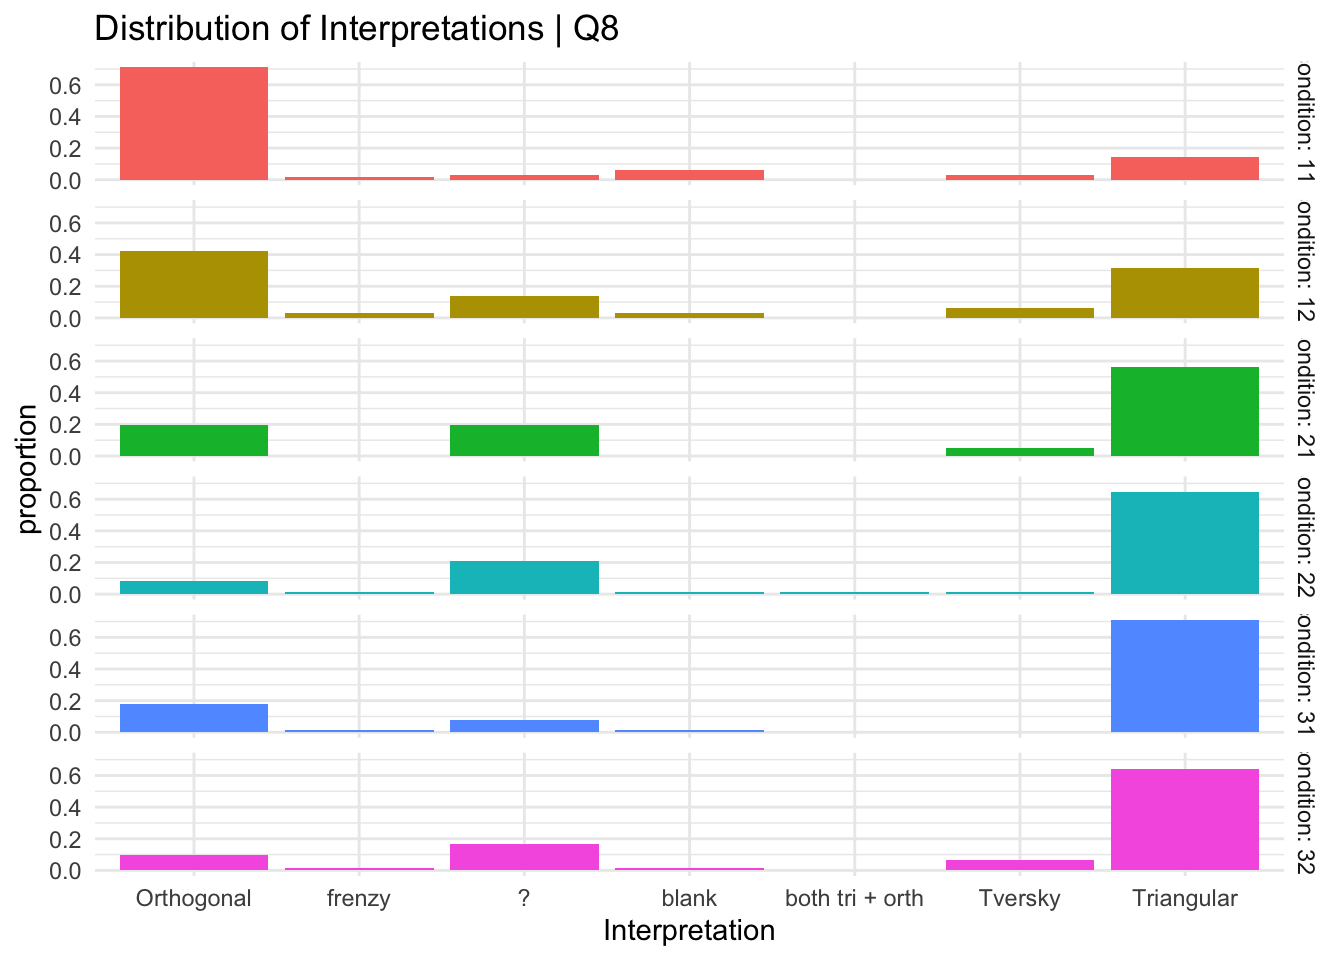 Distribution of Interpretations | Q8
0.6
0.4
0.2
0.0
ondition: 11
0.6
0.4
0.2
0.0
ondition: 12
proportion
0.6
0.4
0.2
0.0
ondition: 21
0.6
0.4
0.2
0.0
ondition: 22
0.6
0.4
0.2
0.0
ondition: 31
0.6
0.4
0.2
0.0
ondition: 32
Orthogonal frenzy ? blank both tri + orth Tversky Triangular
Interpretation